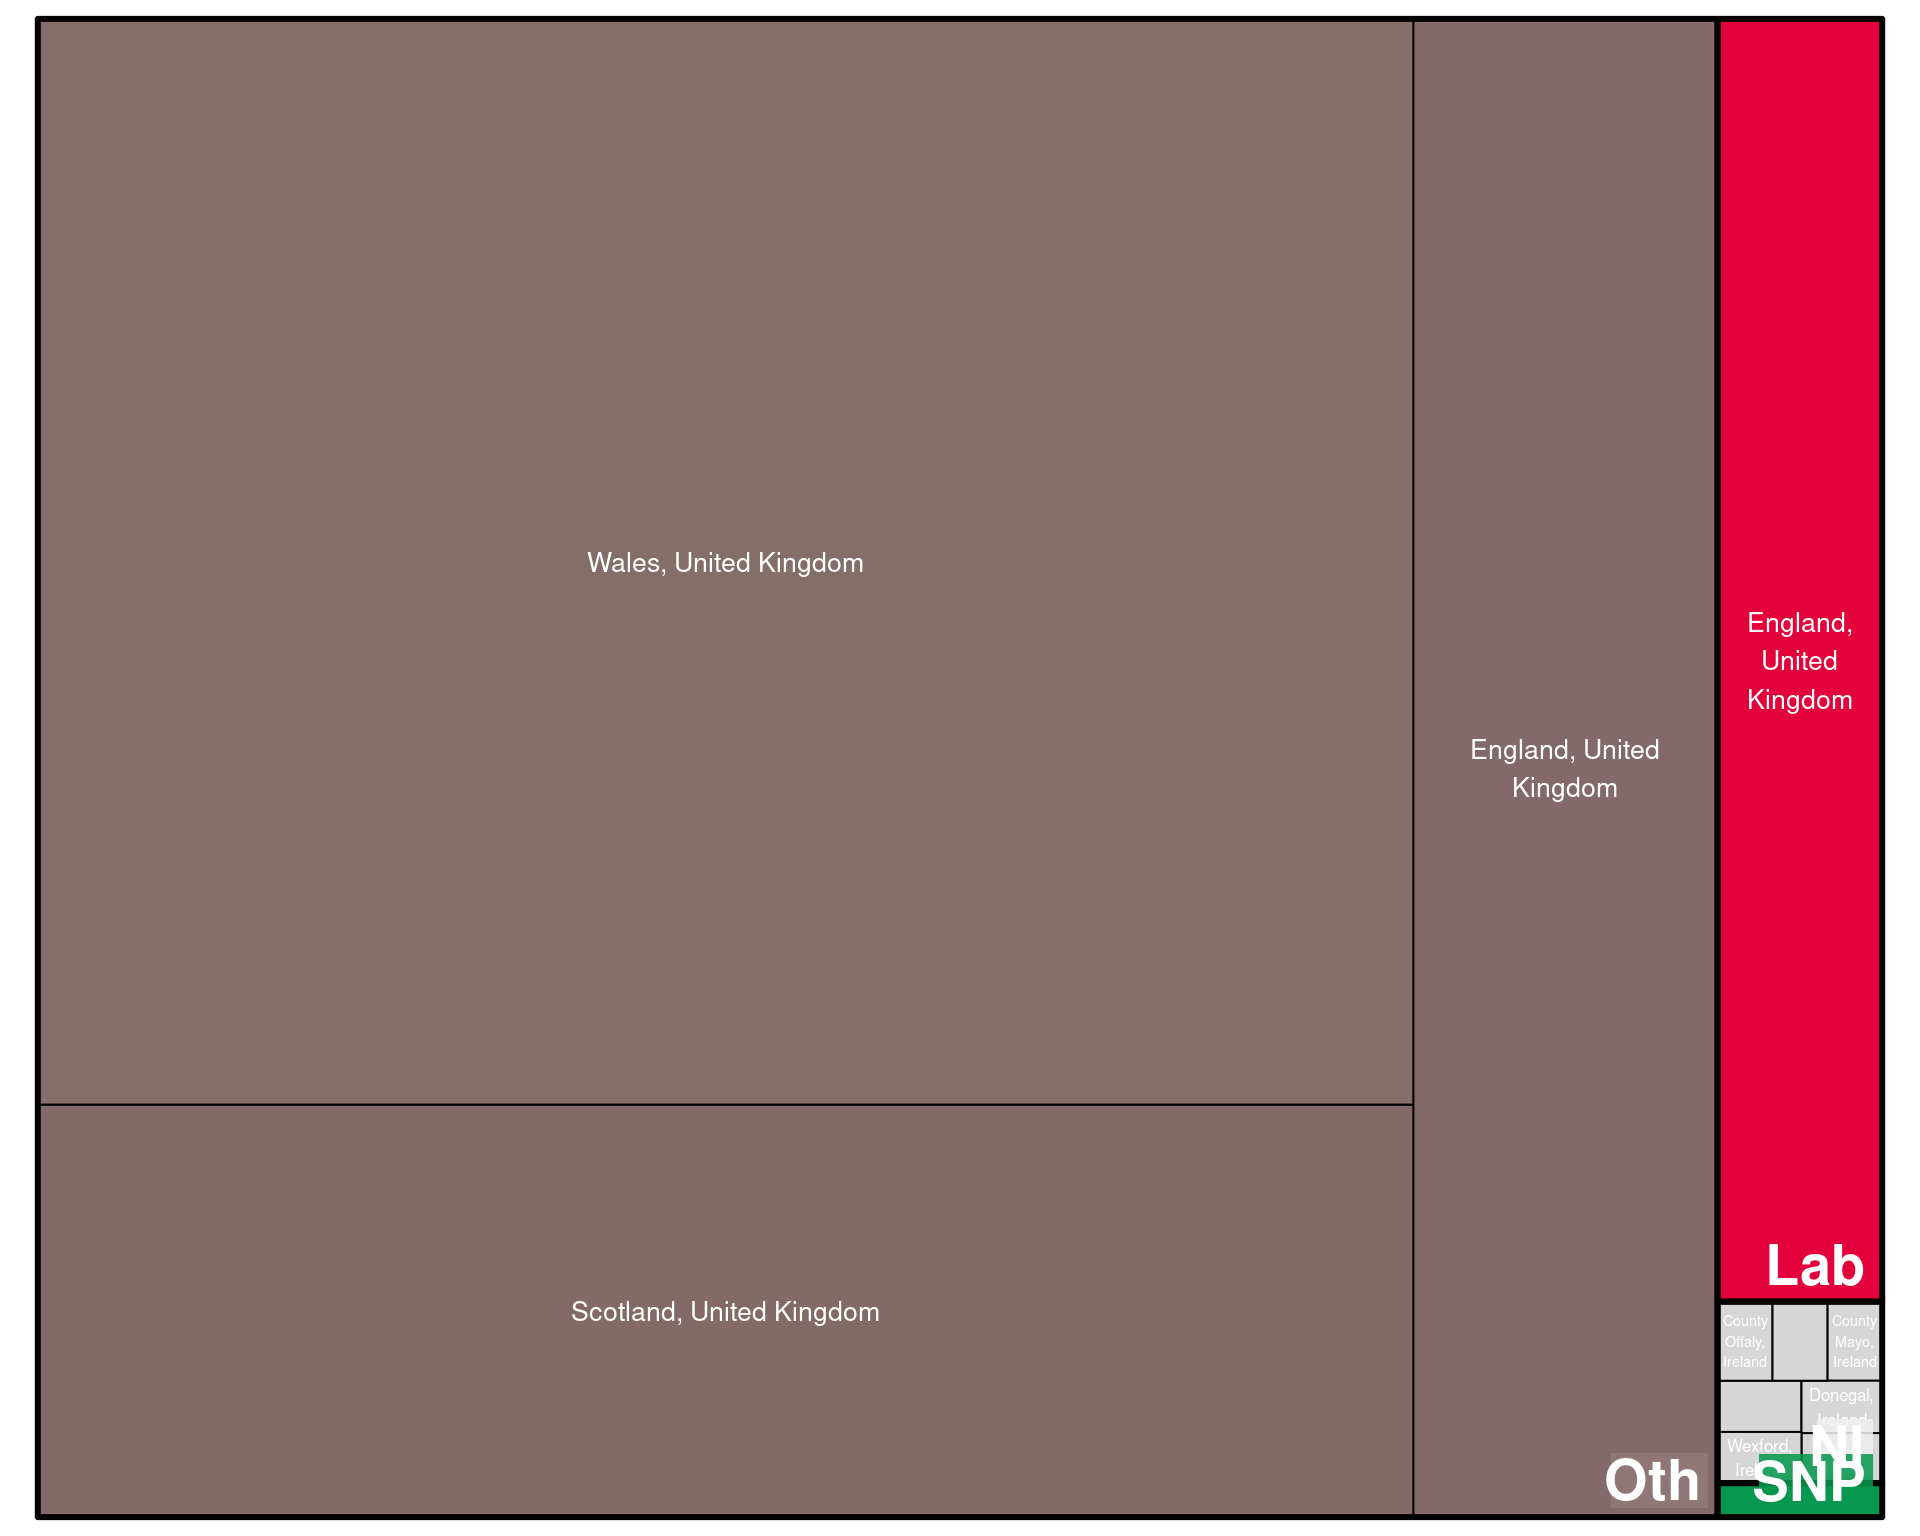 Wales, United Kingdom
Scotland, United Kingdom
England, United
Kingdom
Oth
England,
United
Kingdom
Lab
County
Offaly,
Ireland
County
Mayo,
Ireland
Donegal,
Ireland
Wexford,
NI
SNP